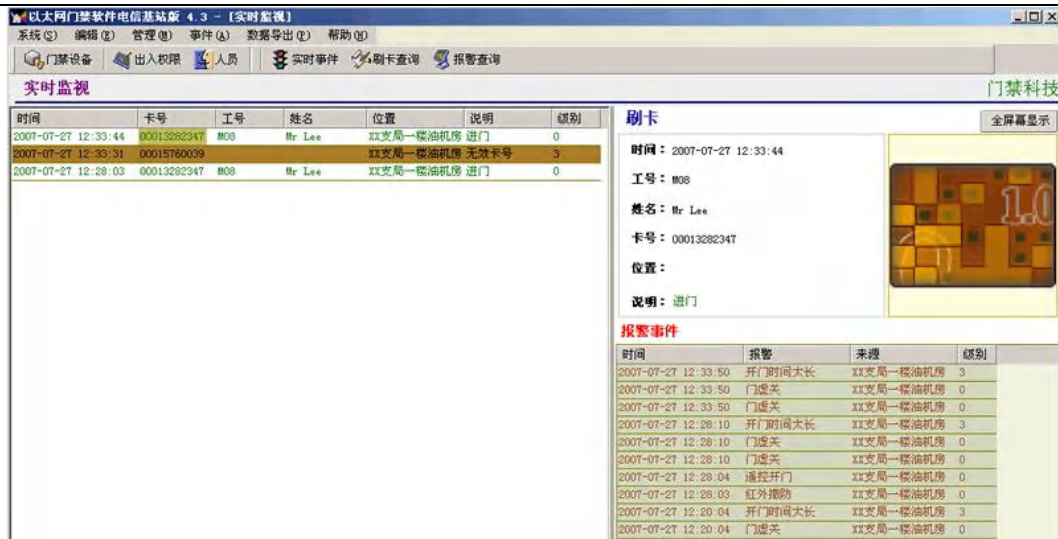 以太网门禁软件电信基站版 4.3 - [实时监视]
系统(S) 编辑(E) 管理(M) 事件(A) 数据导出(P) 帮助(H)
门禁设备 出入权限 人员 实时事件 刷卡查询 报警查询
实时监视 门禁科技
时间 卡号 工号 姓名 位置 说明 级别
2007-07-27 12:33:44 00013282347 M08 Mr Lee XX支局一楼油机房 进门 0
2007-07-27 12:33:31 00015760039 XX支局一楼油机房 无效卡号 3
2007-07-27 12:28:03 00013282347 M08 Mr Lee XX支局一楼油机房 进门 0
刷卡 全屏幕显示
时间：2007-07-27 12:33:44
工号：M08
姓名：Mr Lee
卡号：00013282347
位置：
说明：进门
1.0
报警事件
时间 报警 来源 级别
2007-07-27 12:33:50 开门时间太长 XX支局一楼油机房 3
2007-07-27 12:33:50 门虚关 XX支局一楼油机房 0
2007-07-27 12:33:50 门虚关 XX支局一楼油机房 0
2007-07-27 12:28:10 开门时间太长 XX支局一楼油机房 3
2007-07-27 12:28:10 门虚关 XX支局一楼油机房 0
2007-07-27 12:28:10 门虚关 XX支局一楼油机房 0
2007-07-27 12:28:04 遥控开门 XX支局一楼油机房 0
2007-07-27 12:28:03 红外撤防 XX支局一楼油机房 0
2007-07-27 12:20:04 开门时间太长 XX支局一楼油机房 3
2007-07-27 12:20:04 门虚关 XX支局一楼油机房 0